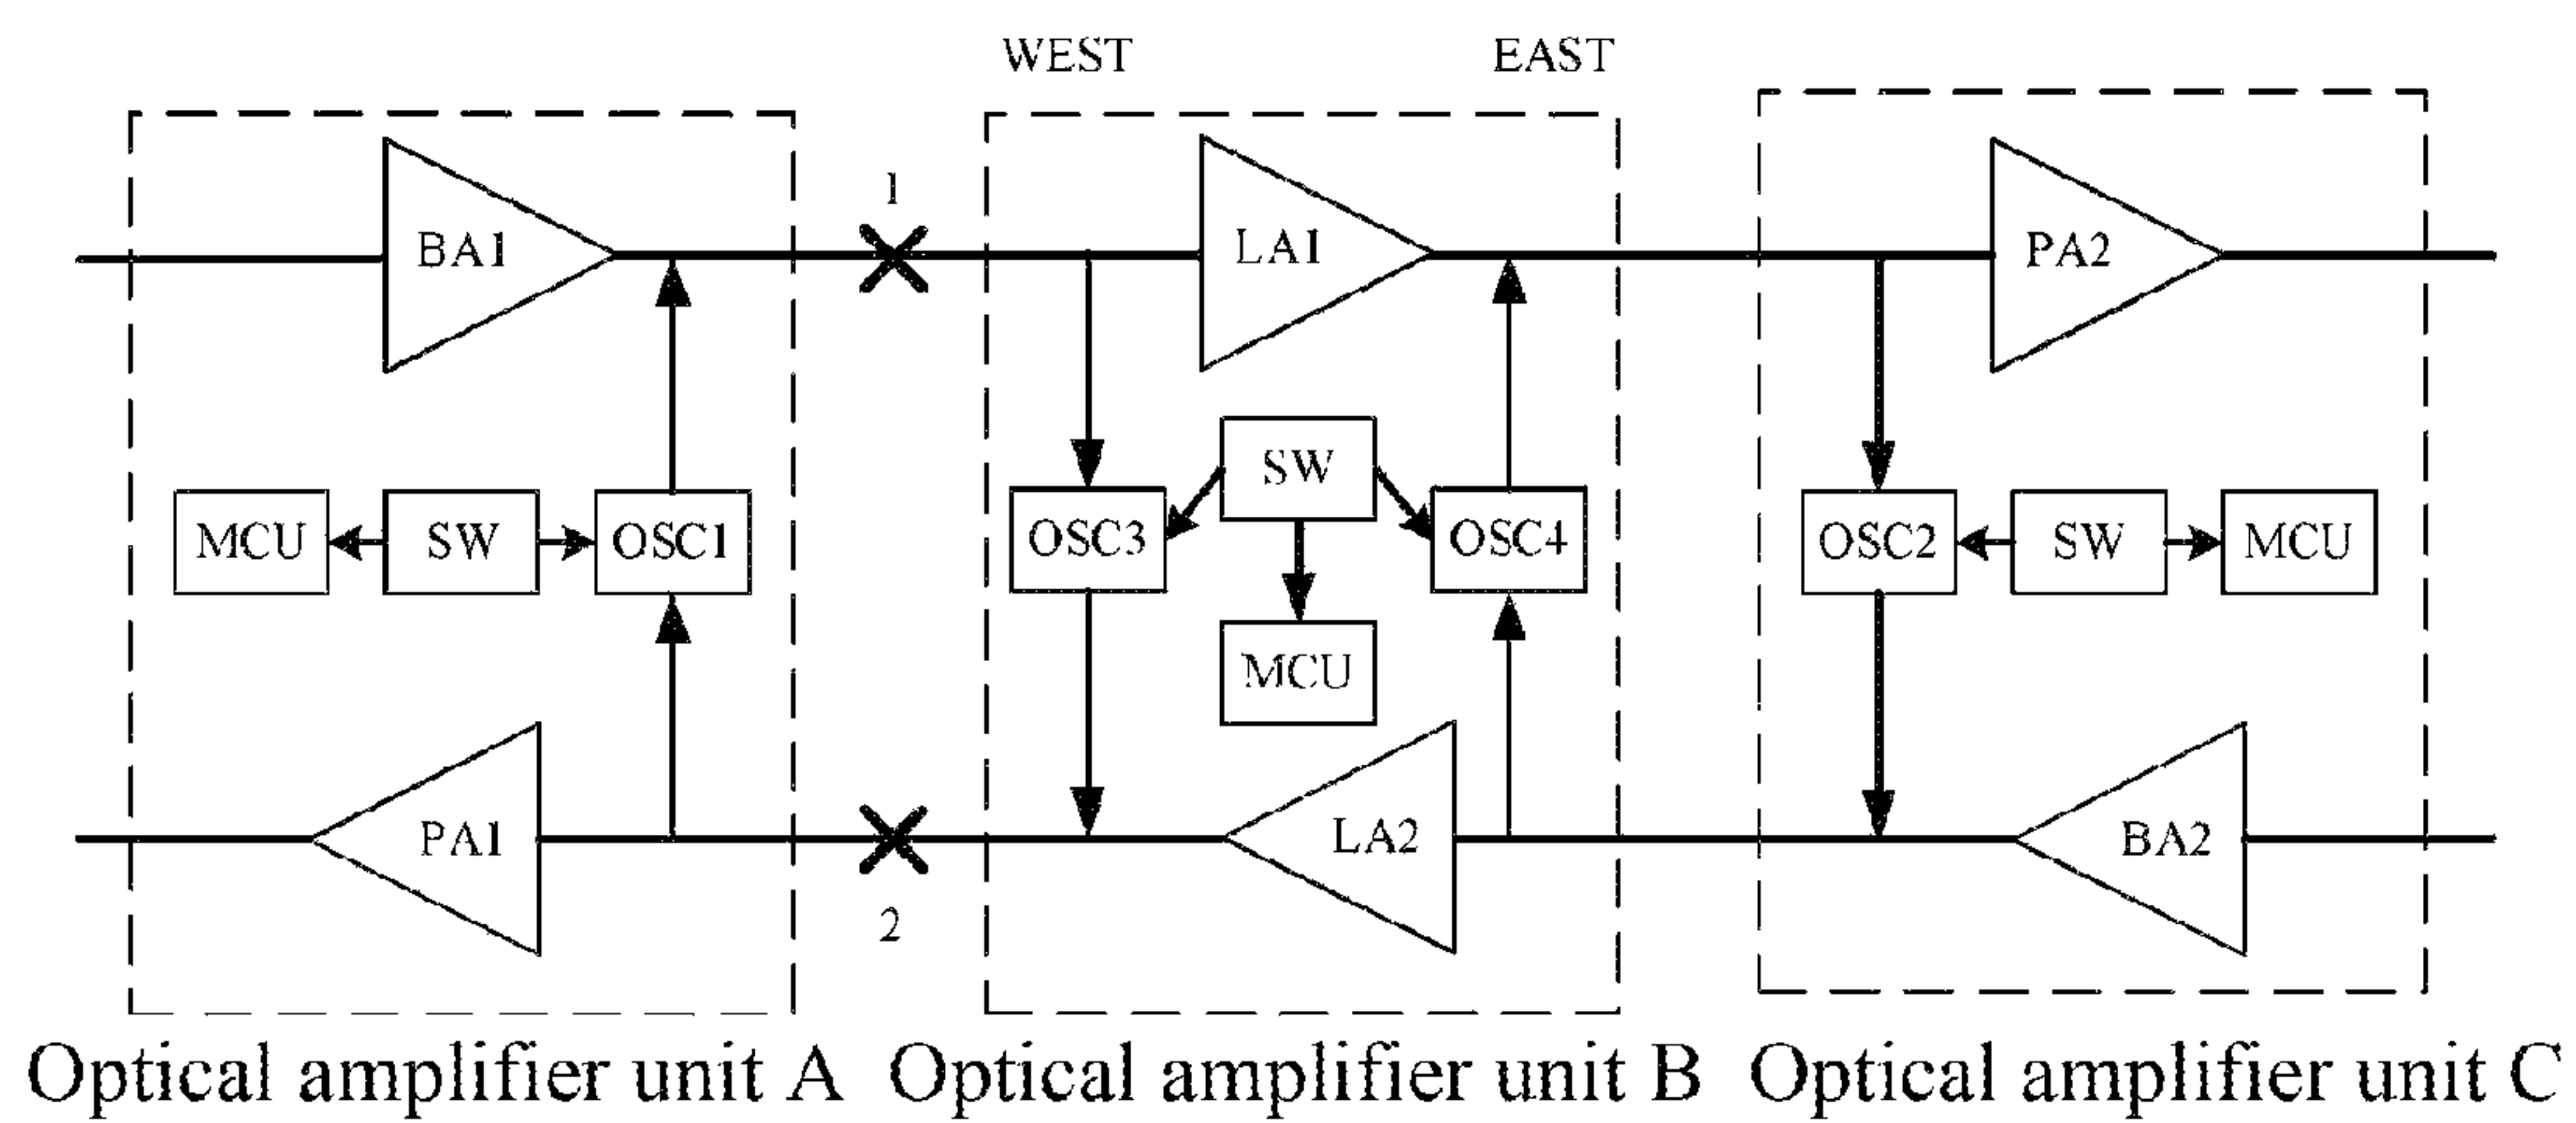 WEST EAST
1
BA1 LA1 PA2
SW
MCU SW OSC1 OSC3 OSC4 OSC2 SW MCU
MCU
PA1 LA2 BA2
2
Optical amplifier unit A Optical amplifier unit B Optical amplifier unit C